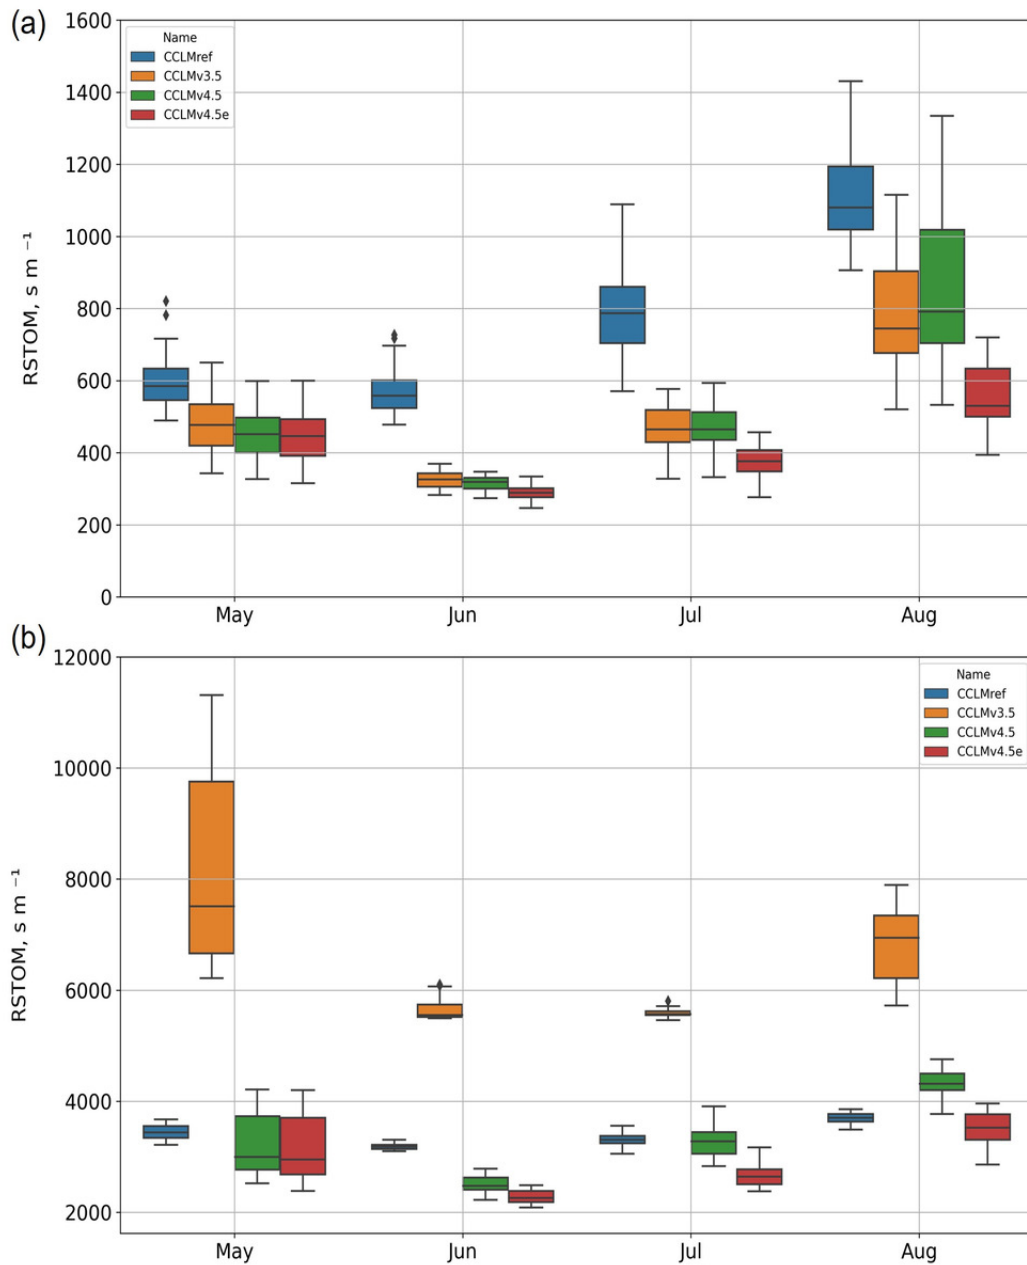 (a)
1600
1400
1200
1000
800
600
400
200
0
RSTOM, s m ⁻¹
Name
CCLMref
CCLMv3.5
CCLMv4.5
CCLMv4.5e
May Jun Jul Aug
(b)
12000
10000
8000
6000
4000
2000
RSTOM, s m ⁻¹
Name
CCLMref
CCLMv3.5
CCLMv4.5
CCLMv4.5e
May Jun Jul Aug